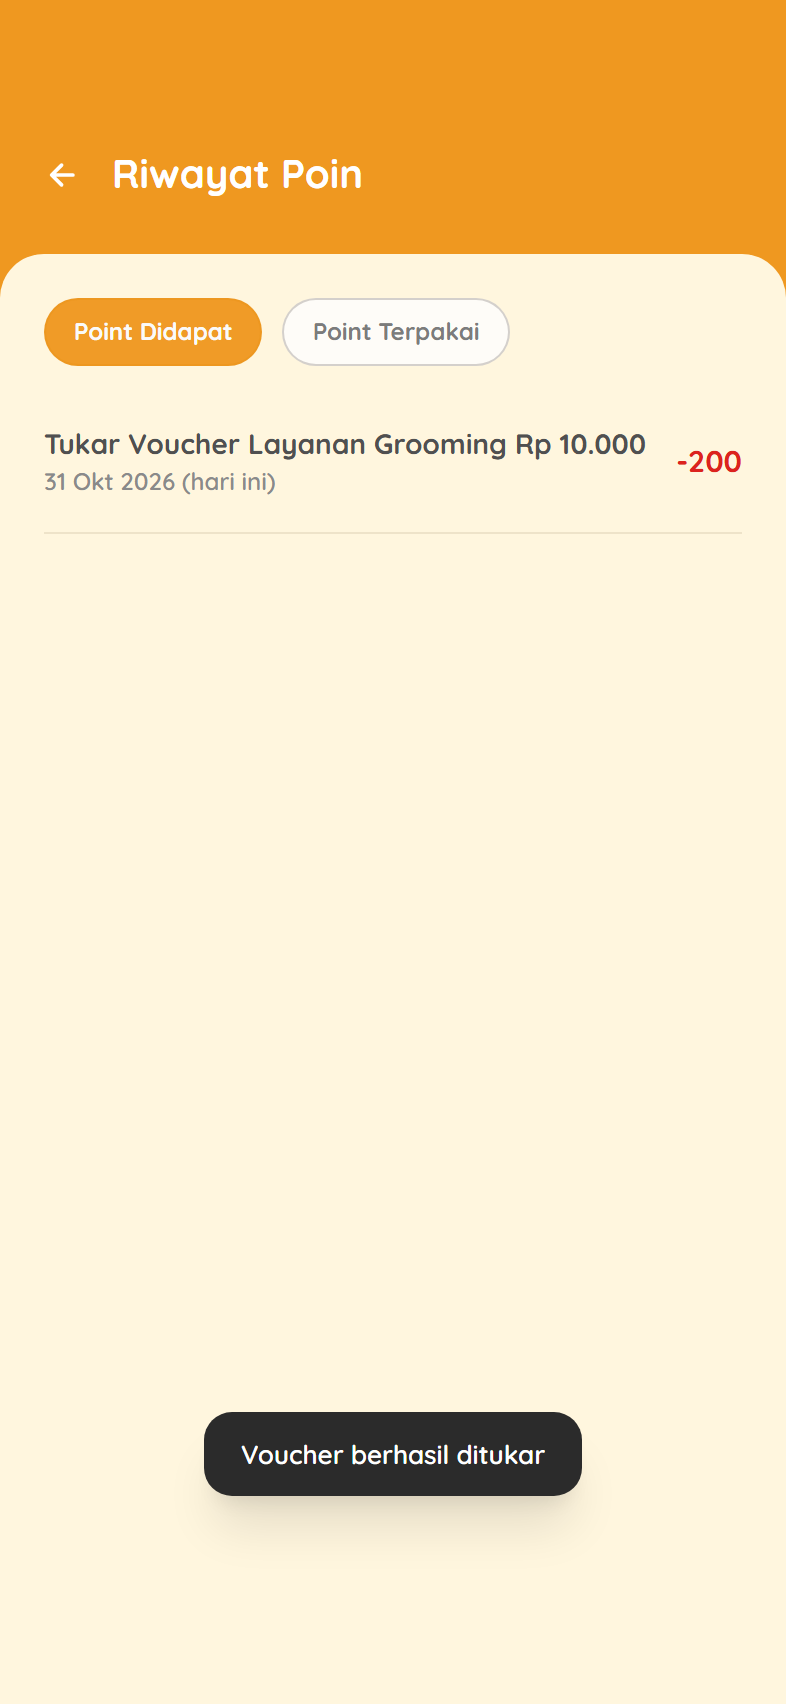 Riwayat Poin
Point Didapat
Point Terpakai
Tukar Voucher Layanan Grooming Rp 10.000
-200
31 Okt 2026 (hari ini)
Voucher berhasil ditukar